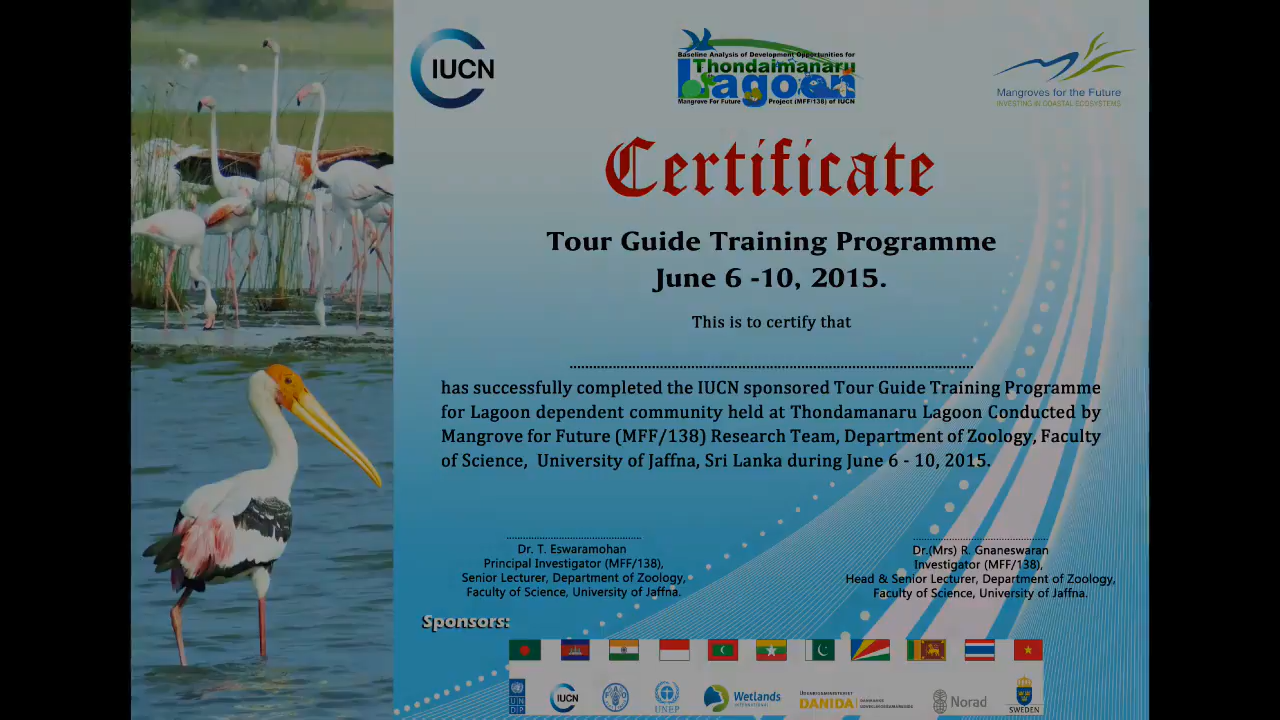 IUCN
Baseline Analysis of Development Opportunities for
Thondaimanaru
Lagoon
Mangrove For Future Project (MFF/138) of IUCN
Mangroves for the Future
INVESTING IN COASTAL ECOSYSTEMS
Certificate
Tour Guide Training Programme
June 6 -10, 2015.
This is to certify that
has successfully completed the IUCN sponsored Tour Guide Training Programme
for Lagoon dependent community held at Thondamanaru Lagoon Conducted by
Mangrove for Future (MFF/138) Research Team, Department of Zoology, Faculty
of Science, University of Jaffna, Sri Lanka during June 6 - 10, 2015.
Dr. T. Eswaramohan
Principal Investigator (MFF/138),
Senior Lecturer, Department of Zoology,
Faculty of Science, University of Jaffna.
Dr.(Mrs) R. Gnaneswaran
Investigator (MFF/138),
Head & Senior Lecturer, Department of Zoology,
Faculty of Science, University of Jaffna.
Sponsors:
UNDP
IUCN
UNEP
Wetlands
INTERNATIONAL
DANIDA
Norad
SWEDEN